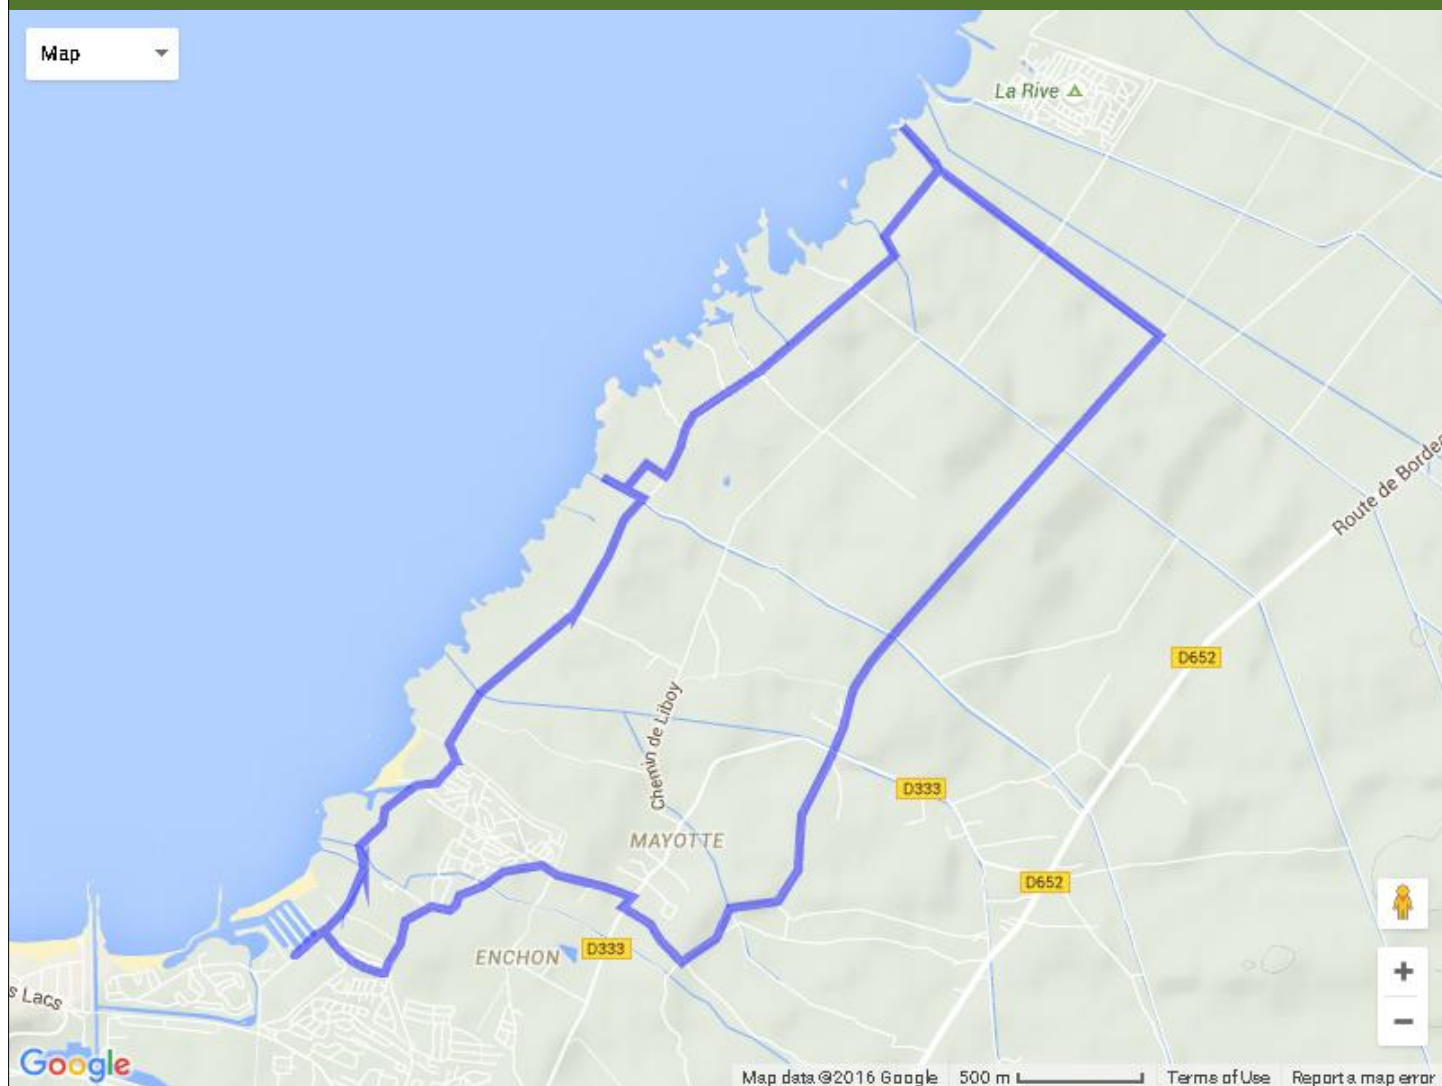 Map
La Rive
Route de Bordea
D652
Chemin de Liboy
D333
MAYOTTE
D652
ENCHON
D333
s Lacs
Google
Map data ©2016 Google
500 m
Terms of Use
Report a map error